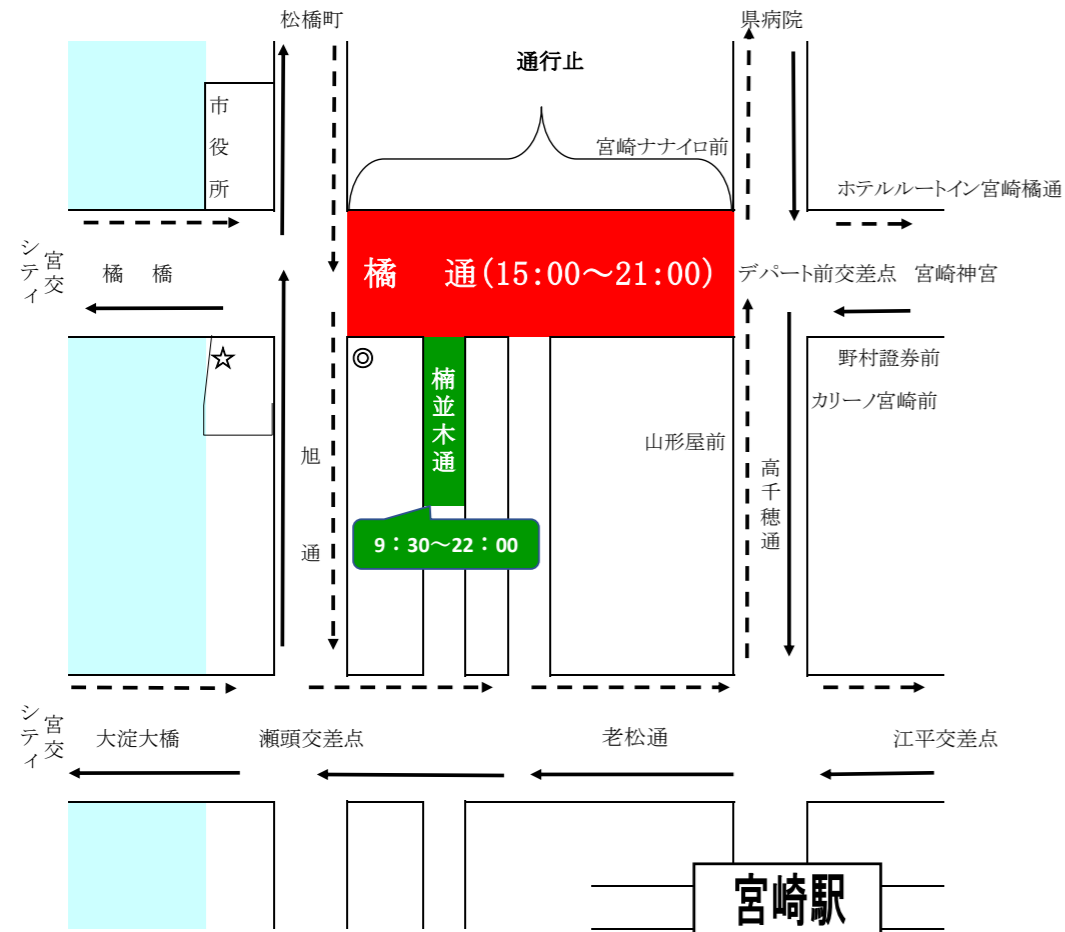 松橋町
県病院
通行止
市役所
宮崎ナナイロ前
ホテルルートイン宮崎橘通
宮交シティ
橘　橋
橘　通(15:00～21:00)
デパート前交差点
宮崎神宮
☆
◎
楠並木通
野村證券前
カリーノ宮崎前
山形屋前
旭　通
高千穂通
9：30～22：00
宮交シティ
大淀大橋
瀬頭交差点
老松通
江平交差点
宮崎駅